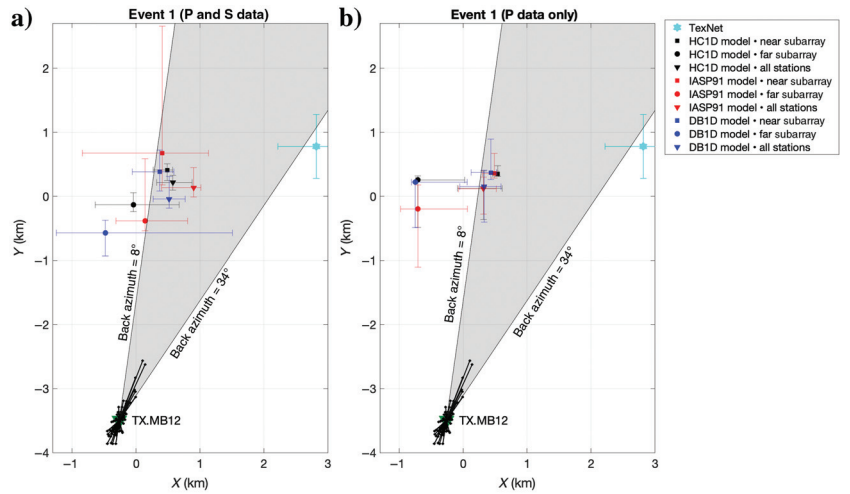 a)
Event 1 (P and S data)
Y (km)
2
1
0
−1
−2
−3
−4
Back azimuth = 8°
Back azimuth = 34°
TX.MB12
−1
0
1
2
3
X (km)
b)
Event 1 (P data only)
Y (km)
2
1
0
−1
−2
−3
−4
Back azimuth = 8°
Back azimuth = 34°
TX.MB12
−1
0
1
2
3
X (km)
TexNet
HC1D model • near subarray
HC1D model • far subarray
HC1D model • all stations
IASP91 model • near subarray
IASP91 model • far subarray
IASP91 model • all stations
DB1D model • near subarray
DB1D model • far subarray
DB1D model • all stations